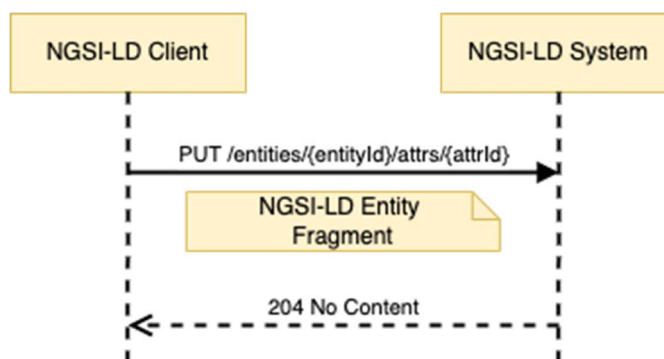 NGSI-LD Client
NGSI-LD System
PUT /entities/{entityId}/attrs/{attrId}
NGSI-LD Entity
Fragment
204 No Content